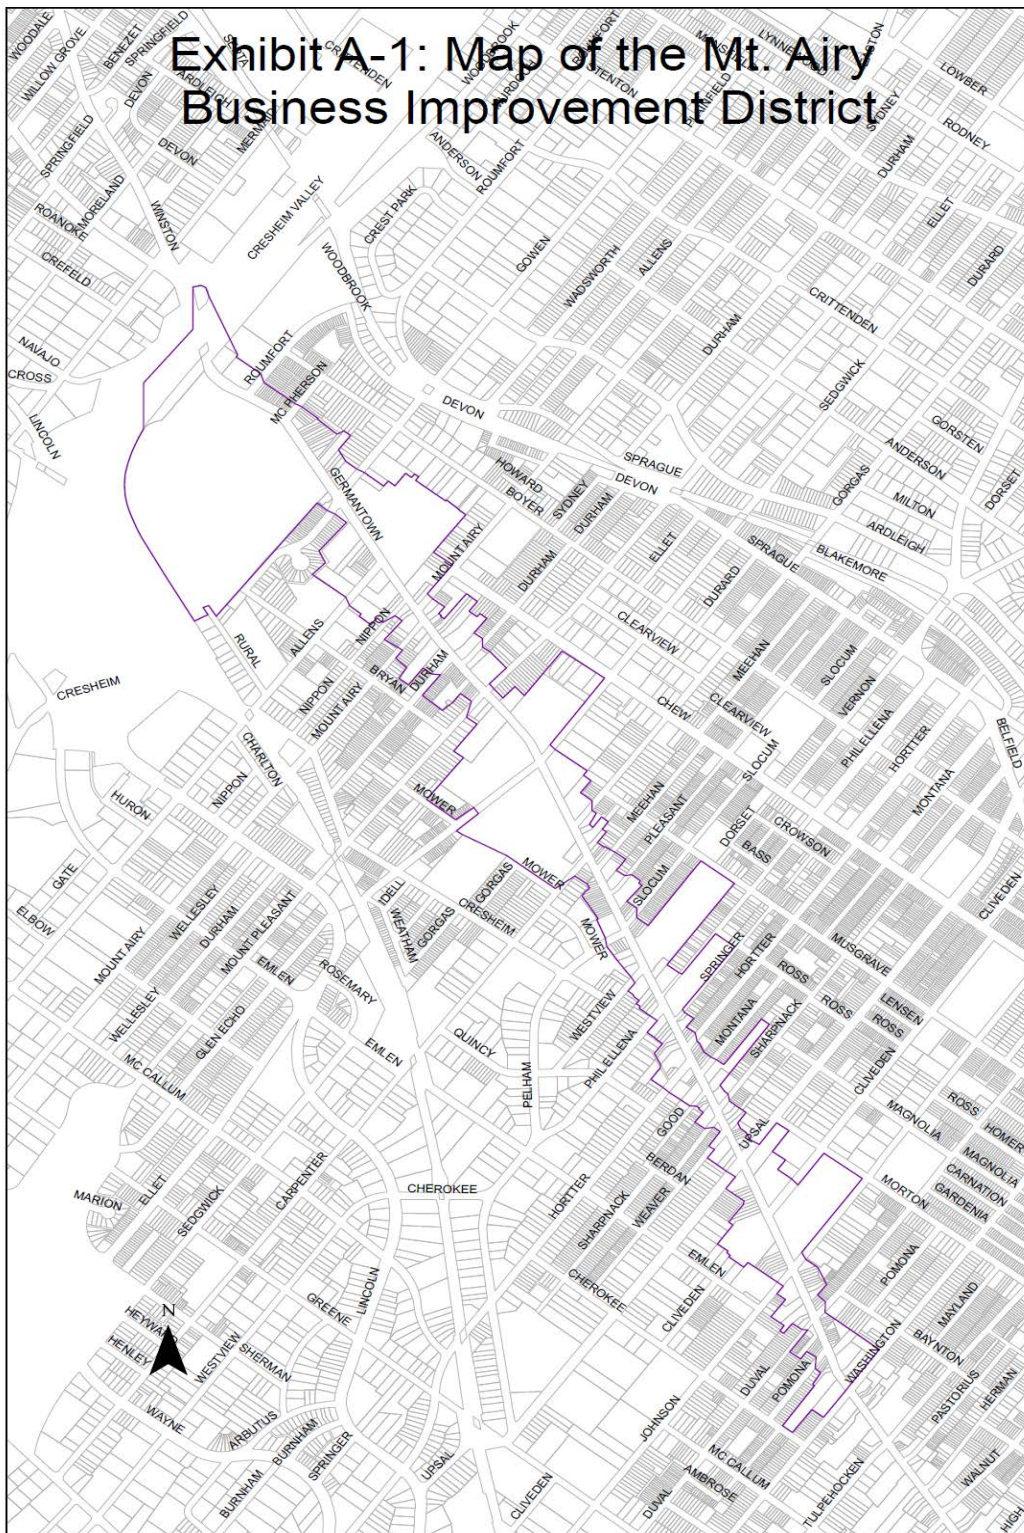 Exhibit A-1: Map of the Mt. Airy
Business Improvement District
WOODALE
WILLOW GROVE
BENEZET
SPRINGFIELD
DEVON
ARDLEIGH
CRITTENDEN
LYNNEWOOD
LOWBER
PLAINFIELD
SYDNEY
RODNEY
SPRINGFIELD
DEVON
MERMAID
ANDERSON
ROUMFORT
DURHAM
MORELAND
ROANOKE
WINSTON
CRESHEIM VALLEY
CREST PARK
ELLET
CREFELD
WOODBROOK
GOWEN
WADSWORTH
ALLENS
DURARD
CRITTENDEN
NAVAJO
CROSS
ROUMFORT
MC PHERSON
DURHAM
SEDGWICK
LINCOLN
DEVON
GORSTEN
ANDERSON
SPRAGUE
DEVON
HOWARD
BOYER
SYDNEY
DURHAM
GORGAS
MILTON
DORSET
GERMANTOWN
ARDLEIGH
MOUNT AIRY
DURHAM
ELLET
SPRAGUE
BLAKEMORE
DURARD
RURAL
ALLENS
NIPPON
CLEARVIEW
MEEHAN
SLOCUM
BRYAN
DURHAM
CRESHEIM
NIPPON
MOUNT AIRY
CHEW
CLEARVIEW
VERNON
PHIL ELLENA
HORTTER
BELFIELD
CHARLTON
NIPPON
SLOCUM
MONTANA
HURON
MOWER
MEEHAN
PLEASANT
DORSET
CROWSON
BASS
GATE
ELBOW
WELLESLEY
DURHAM
MOUNT PLEASANT
IDELL
WEATHAM
GORGAS
GORGAS
CRESHEIM
MOWER
SLOCUM
CLIVEDEN
MOUNT AIRY
EMLEN
ROSEMARY
MOWER
SPRINGER
HORTTER
MUSGRAVE
ROSS
ROSS
LENSEN
ROSS
WELLESLEY
GLEN ECHO
WESTVIEW
MONTANA
SHARPNACK
MC CALLUM
EMLEN
QUINCY
PELHAM
PHIL ELLENA
CLIVEDEN
ROSS
HOMER
MAGNOLIA
GOOD
UPSAL
MAGNOLIA
CARNATION
GARDENIA
MARION
ELLET
SEDGWICK
CARPENTER
CHEROKEE
HORTTER
SHARPNACK
BERDAN
WEAVER
MORTON
EMLEN
POMONA
CHEROKEE
CLIVEDEN
LINCOLN
GREENE
MAYLAND
N
HENLEY
WESTVIEW
SHERMAN
WASHINGTON
BAYNTON
PASTORIUS
HERMAN
DUVAL
POMONA
WAYNE
ARBUTUS
BURNHAM
SPRINGER
JOHNSON
BURNHAM
UPSAL
CLIVEDEN
MC CALLUM
AMBROSE
DUVAL
TULPEHOCKEN
WALNUT
HIGH